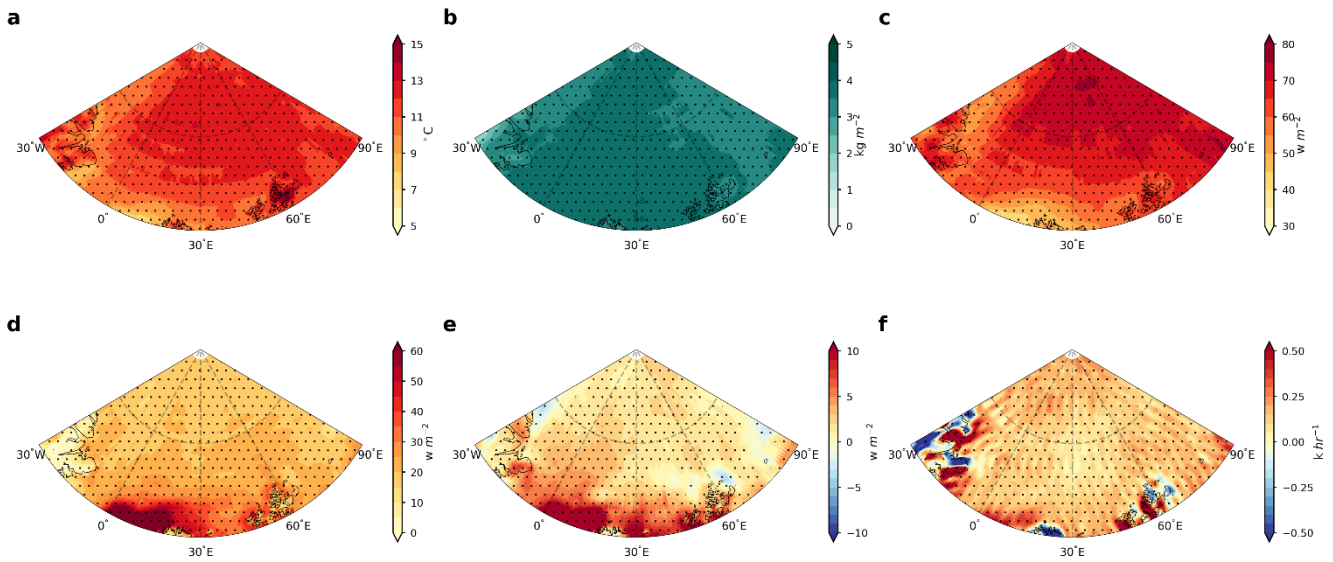 a
15
13
11
9
7
5
°C
30°W
0°
30°E
60°E
90°E
b
5
4
3
2
1
0
kg m⁻²
30°W
0°
30°E
60°E
90°E
c
80
70
60
50
40
30
w m⁻²
30°W
0°
30°E
60°E
90°E
d
60
50
40
30
20
10
0
w m⁻²
30°W
0°
30°E
60°E
90°E
e
10
5
0
−5
−10
w m⁻²
30°W
0°
30°E
60°E
90°E
f
0.50
0.25
0.00
−0.25
−0.50
k hr⁻¹
30°W
0°
30°E
60°E
90°E